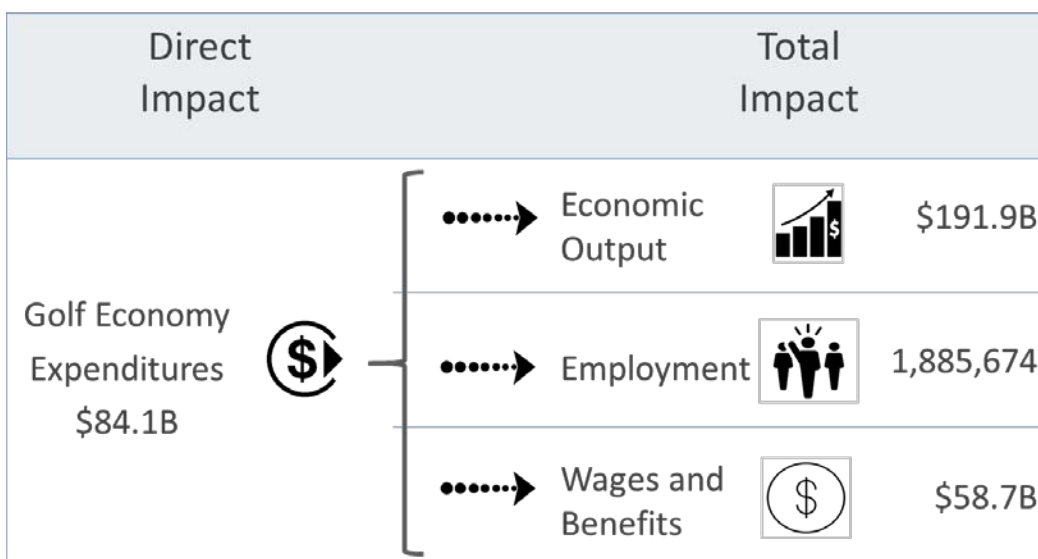 Direct
Impact
Total
Impact
Golf Economy
Expenditures
$84.1B
$
Economic
Output
$
$191.9B
Employment
1,885,674
Wages and
Benefits
$
$58.7B